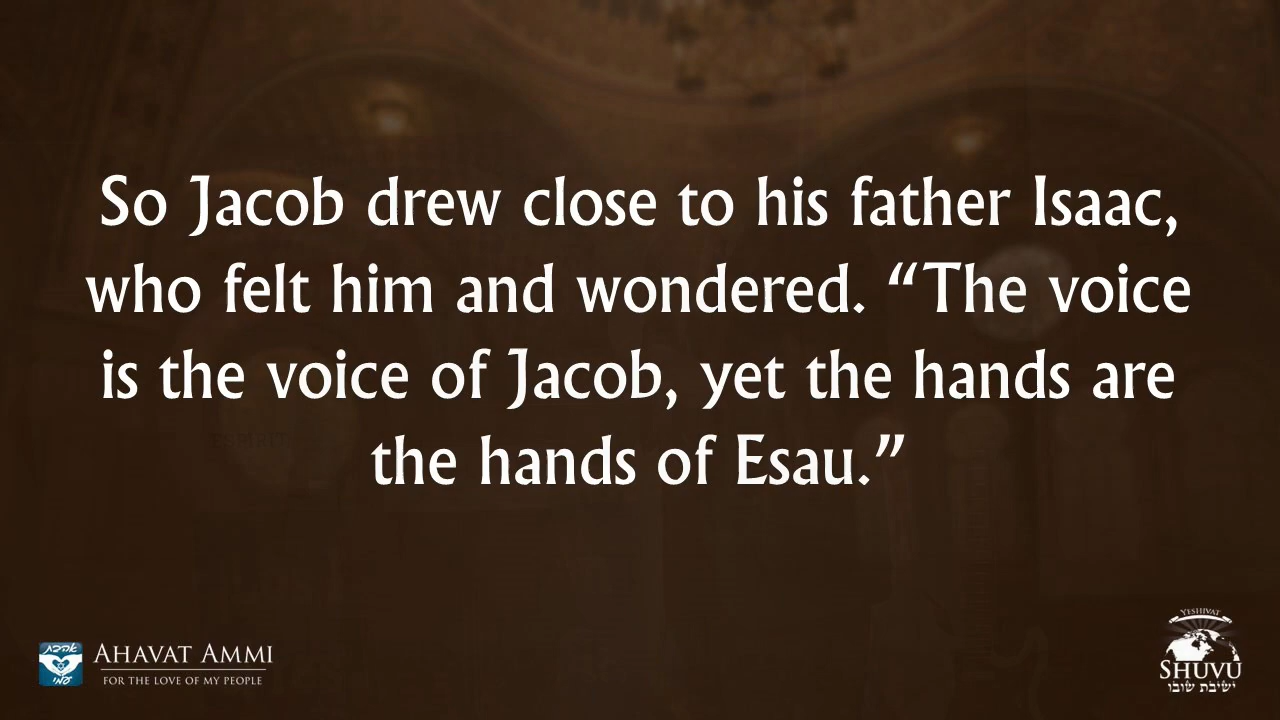 So Jacob drew close to his father Isaac,
who felt him and wondered. “The voice
is the voice of Jacob, yet the hands are
the hands of Esau.”
אהבת
עמי
AHAVAT AMMI
FOR THE LOVE OF MY PEOPLE
YESHIVAT
SHUVU
ישיבת שובו